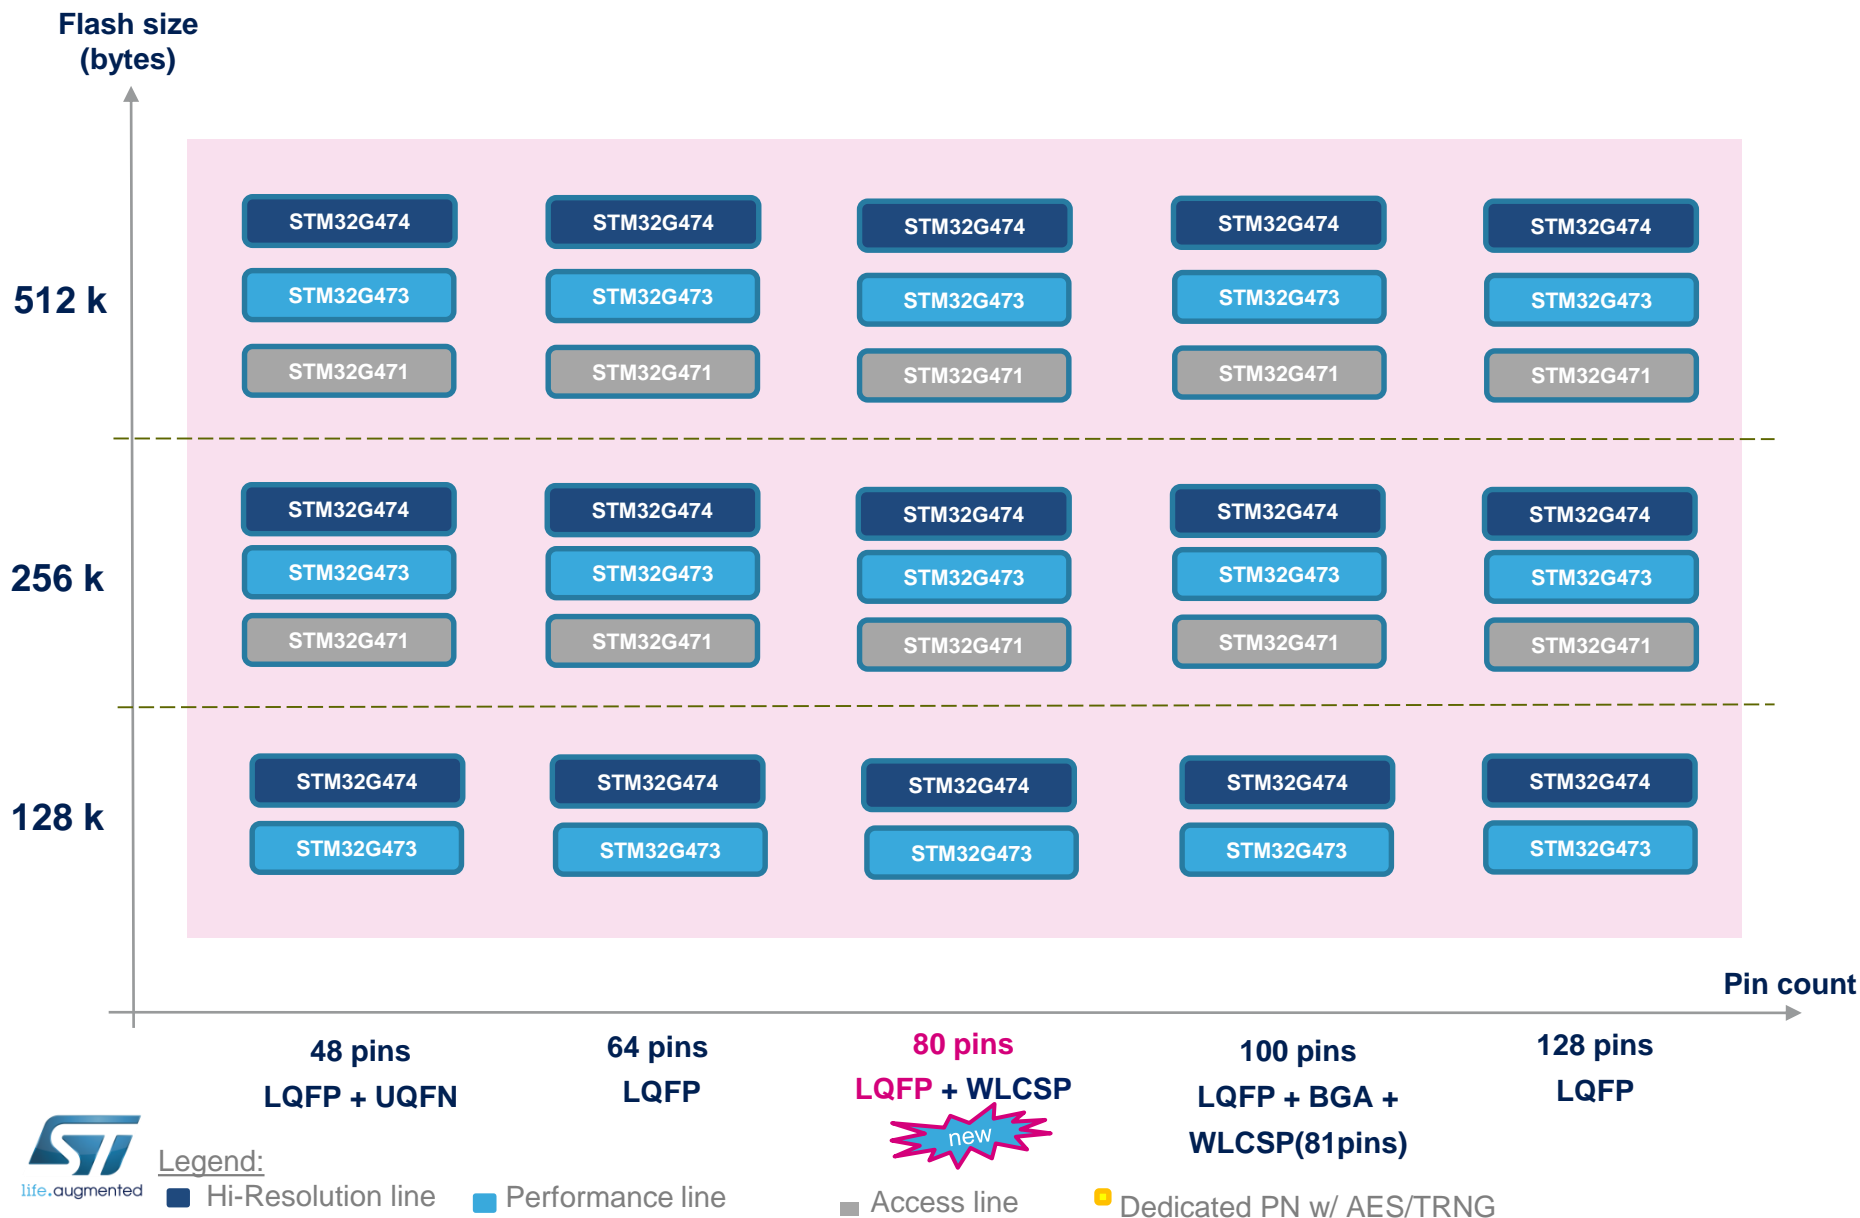 Flash size
(bytes)
512 k
STM32G474 STM32G474 STM32G474 STM32G474 STM32G474
STM32G473 STM32G473 STM32G473 STM32G473 STM32G473
STM32G471 STM32G471 STM32G471 STM32G471 STM32G471
256 k
STM32G474 STM32G474 STM32G474 STM32G474 STM32G474
STM32G473 STM32G473 STM32G473 STM32G473 STM32G473
STM32G471 STM32G471 STM32G471 STM32G471 STM32G471
128 k
STM32G474 STM32G474 STM32G474 STM32G474 STM32G474
STM32G473 STM32G473 STM32G473 STM32G473 STM32G473
Pin count
48 pins
LQFP + UQFN
64 pins
LQFP
80 pins
LQFP + WLCSP
new
100 pins
LQFP + BGA +
WLCSP(81pins)
128 pins
LQFP
ST
life.augmented
Legend:
Hi-Resolution line
Performance line
Access line
Dedicated PN w/ AES/TRNG